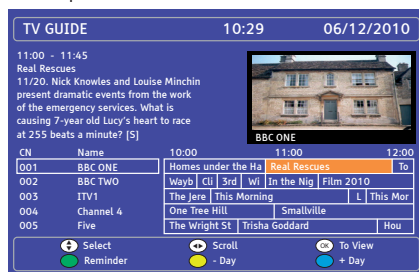 TV GUIDE 10:29 06/12/2010
11:00 - 11:45
Real Rescues
11/20. Nick Knowles and Louise Minchin
present dramatic events from the work
of the emergency services. What is
causing 7-year old Lucy's heart to race
at 255 beats a minute? [S]
BBC ONE
CN Name 10:00 11:00 12:00
001 BBC ONE Homes under the Ha Real Rescues To
002 BBC TWO Wayb Cli 3rd Wi In the Nig Film 2010
003 ITV1 The Jere This Morning L This Mor
004 Channel 4 One Tree Hill Smallville
005 Five The Wright St Trisha Goddard Hou
Select Scroll OK To View
Reminder - Day + Day